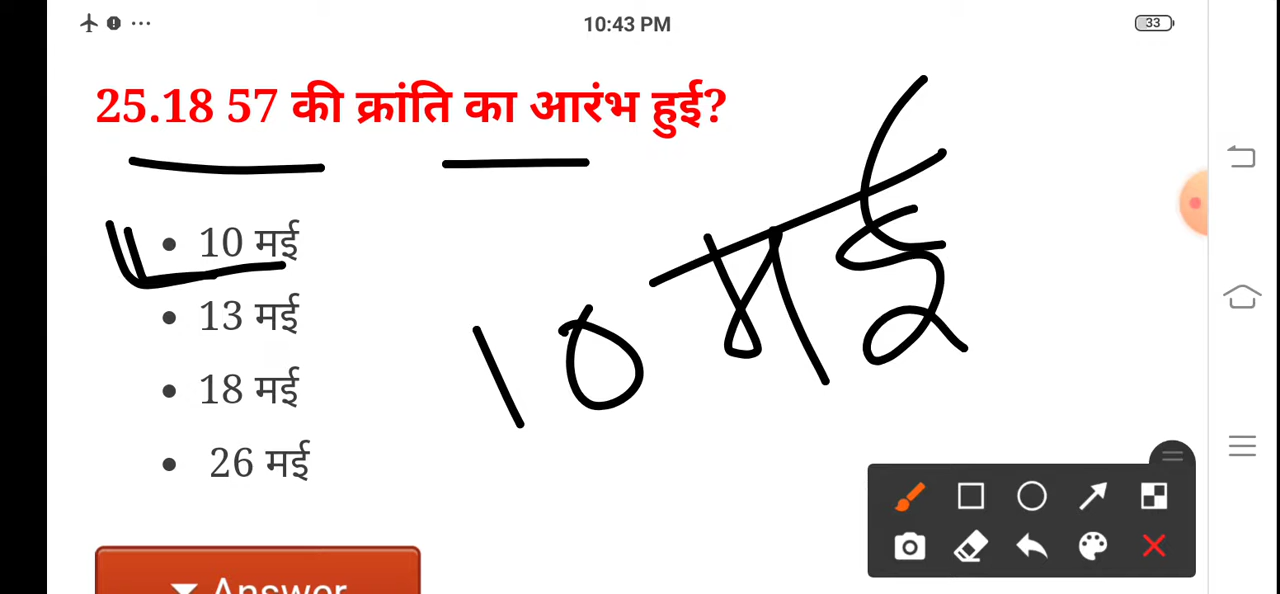 10:43 PM
33
25.18 57 की क्रांति का आरंभ हुई?
10 मई
13 मई
18 मई
26 मई
10 मई
Answer